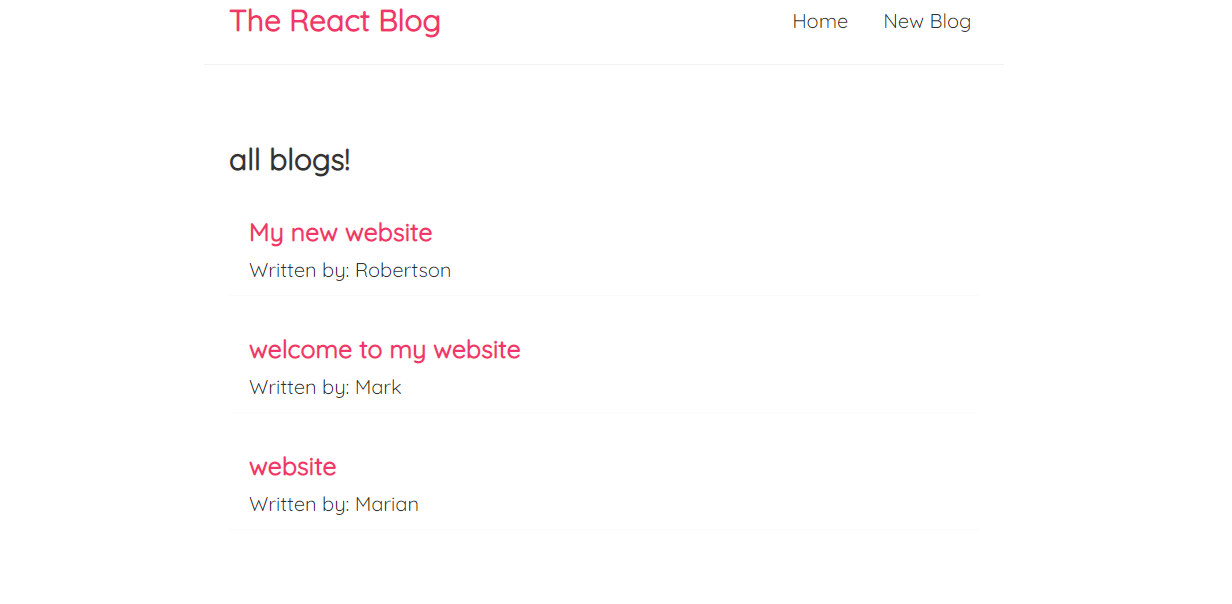 The React Blog
Home
New Blog
all blogs!
My new website
Written by: Robertson
welcome to my website
Written by: Mark
website
Written by: Marian